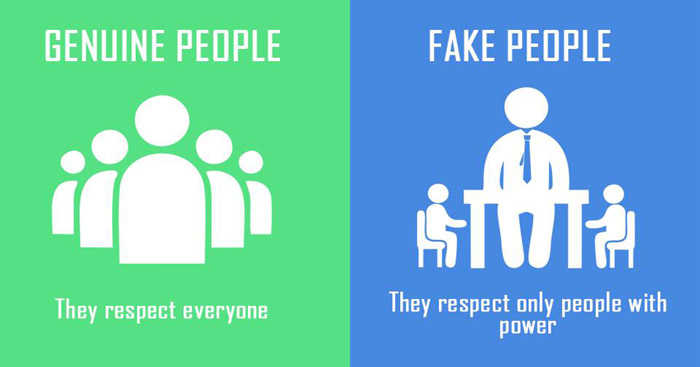 GENUINE PEOPLE
They respect everyone
FAKE PEOPLE
They respect only people with
power